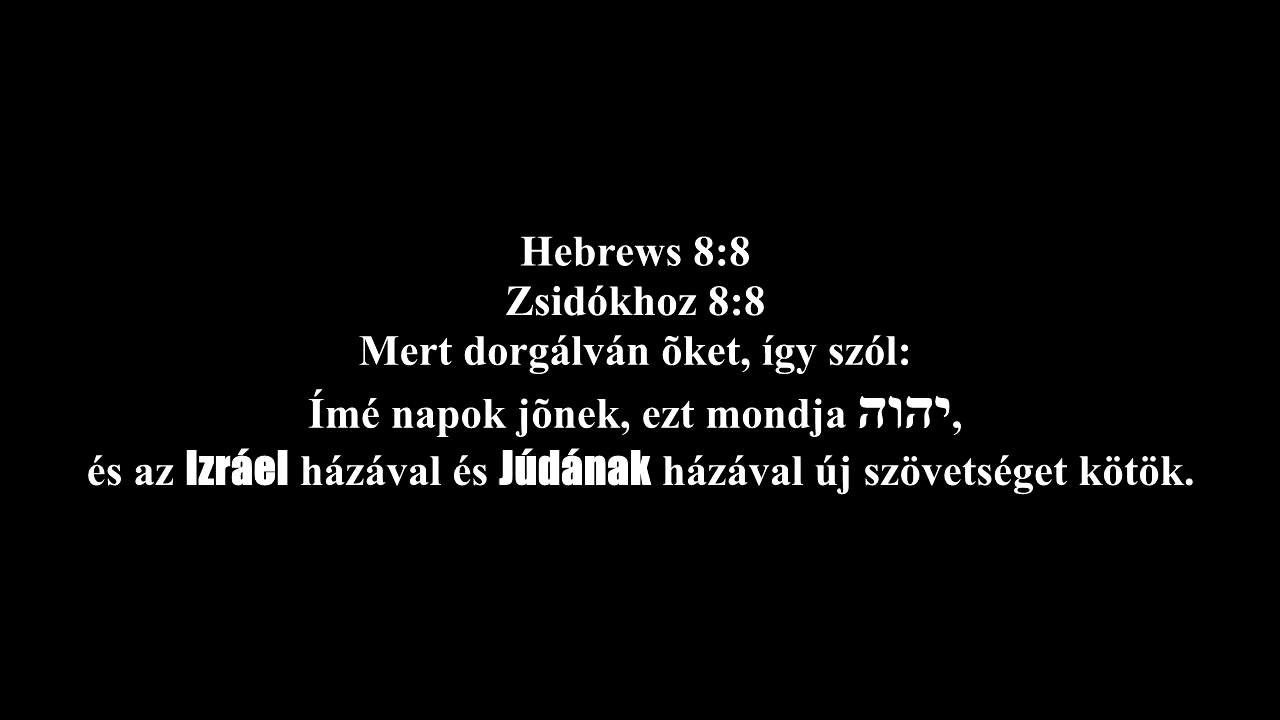 Hebrews 8:8
Zsidókhoz 8:8
Mert dorgálván õket, így szól:
Ímé napok jõnek, ezt mondja יהוה,
és az Izráel házával és Júdának házával új szövetséget kötök.